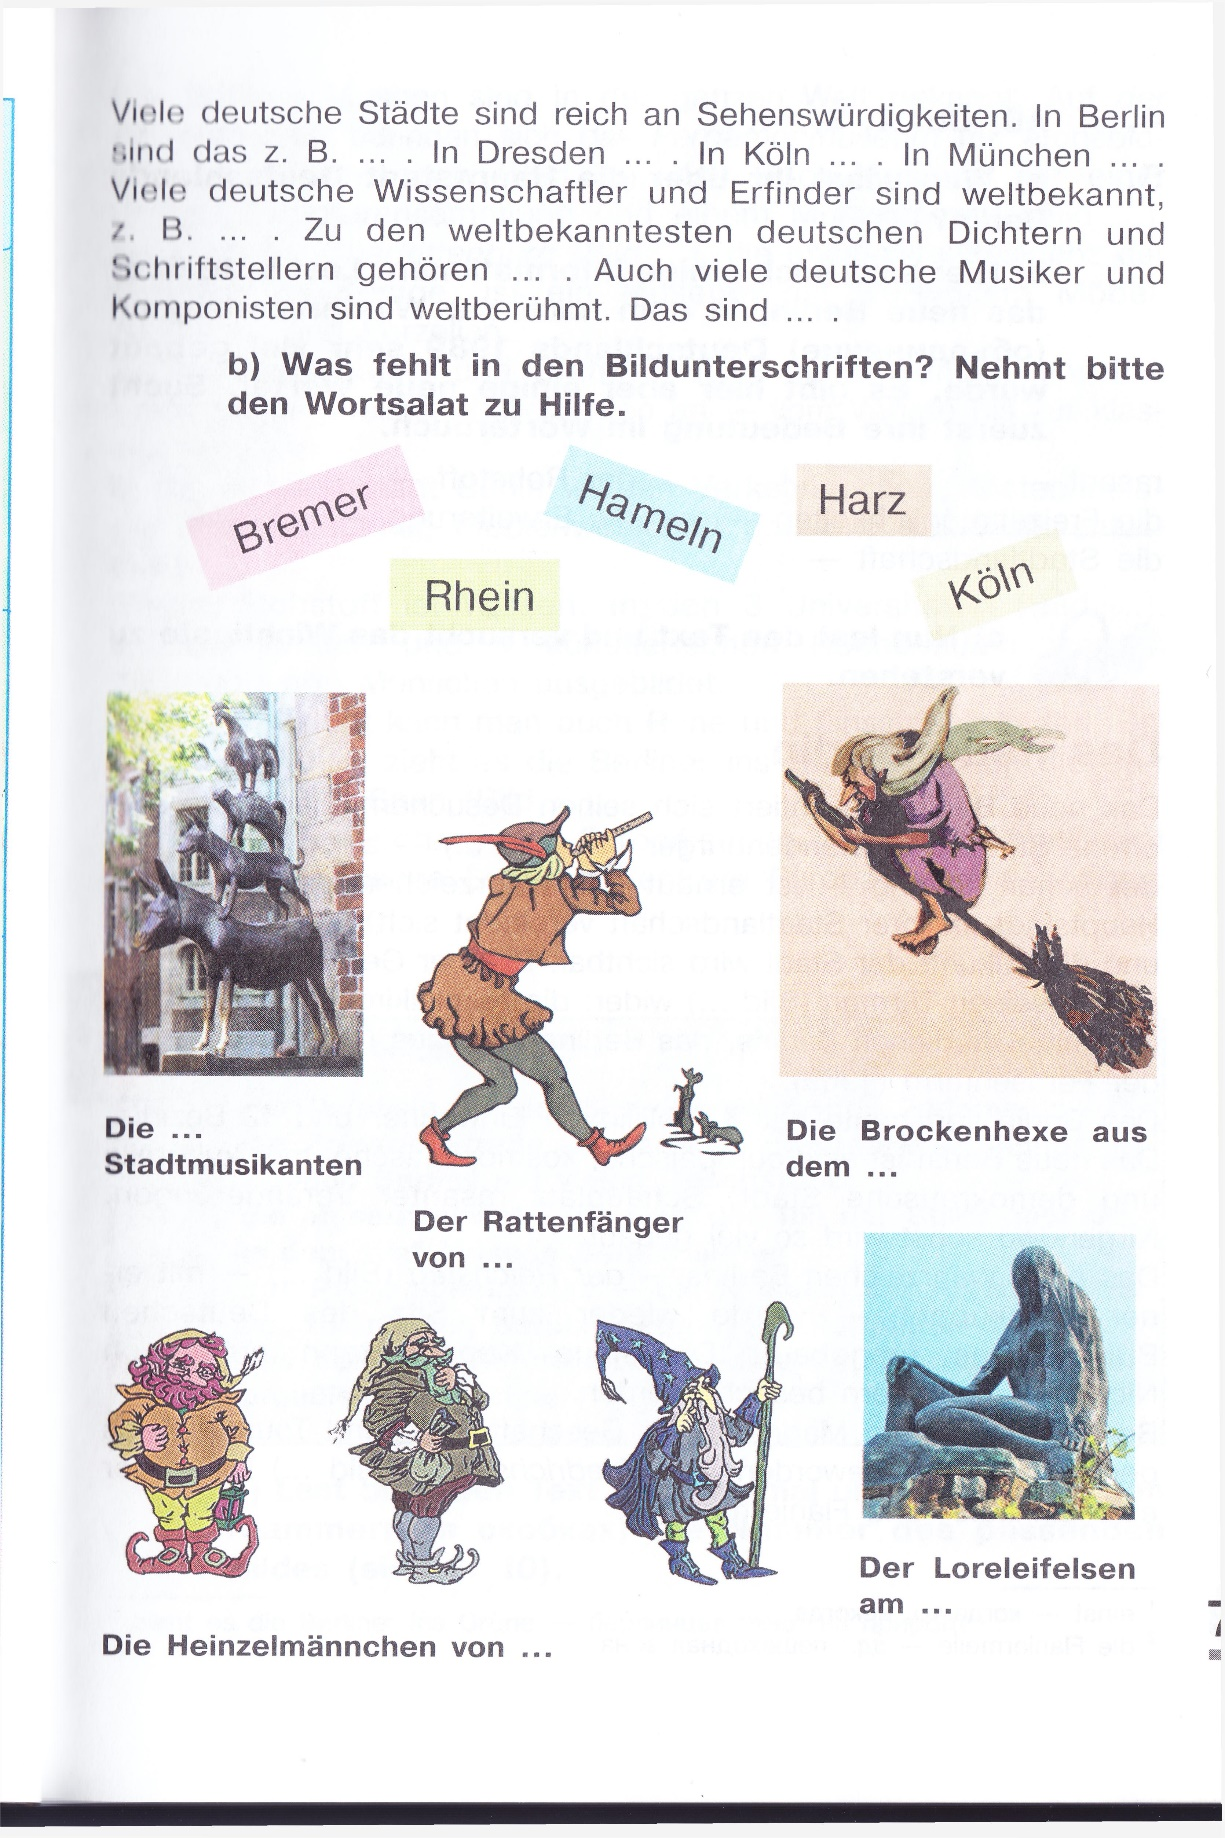 Viele deutsche Städte sind reich an Sehenswürdigkeiten. In Berlin
sind das z. B. ... . In Dresden ... . In Köln ... . In München ... .
Viele deutsche Wissenschaftler und Erfinder sind weltbekannt,
z. B. ... . Zu den weltbekanntesten deutschen Dichtern und
Schriftstellern gehören ... . Auch viele deutsche Musiker und
Komponisten sind weltberühmt. Das sind ... .
b) Was fehlt in den Bildunterschriften? Nehmt bitte
den Wortsalat zu Hilfe.
Bremer
Hameln
Harz
Rhein
Köln
Die ...
Stadtmusikanten
Die Brockenhexe aus
dem ...
Der Rattenfänger
von ...
Der Loreleifelsen
am ...
Die Heinzelmännchen von ...